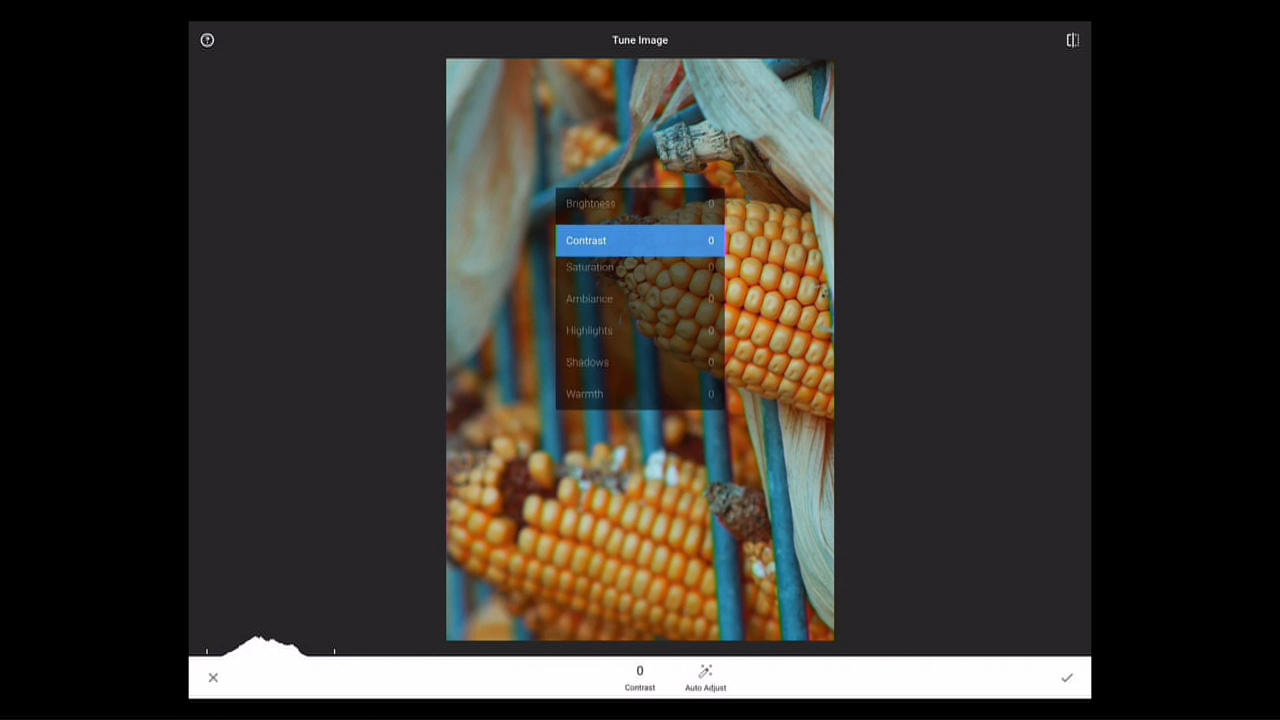 Tune Image
Brightness 0
Contrast 0
Saturation 0
Ambiance 0
Highlights 0
Shadows 0
Warmth 0
0
Contrast
Auto Adjust